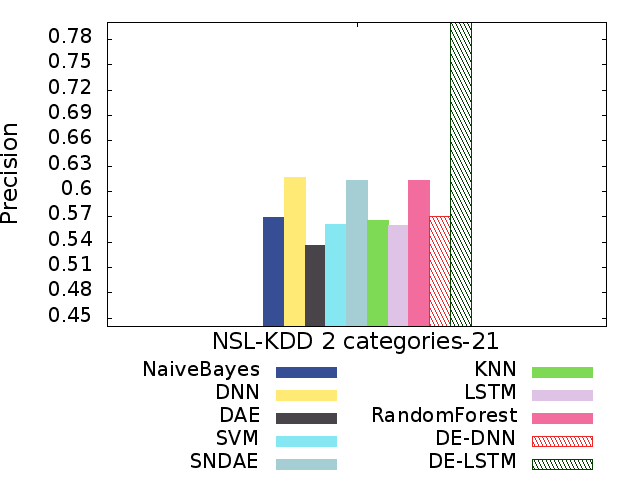 0.78
0.75
0.72
0.69
0.66
0.63
0.6
0.57
0.54
0.51
0.48
0.45
Precision
NSL-KDD 2 categories-21
NaiveBayes
DNN
DAE
SVM
SNDAE
KNN
LSTM
RandomForest
DE-DNN
DE-LSTM